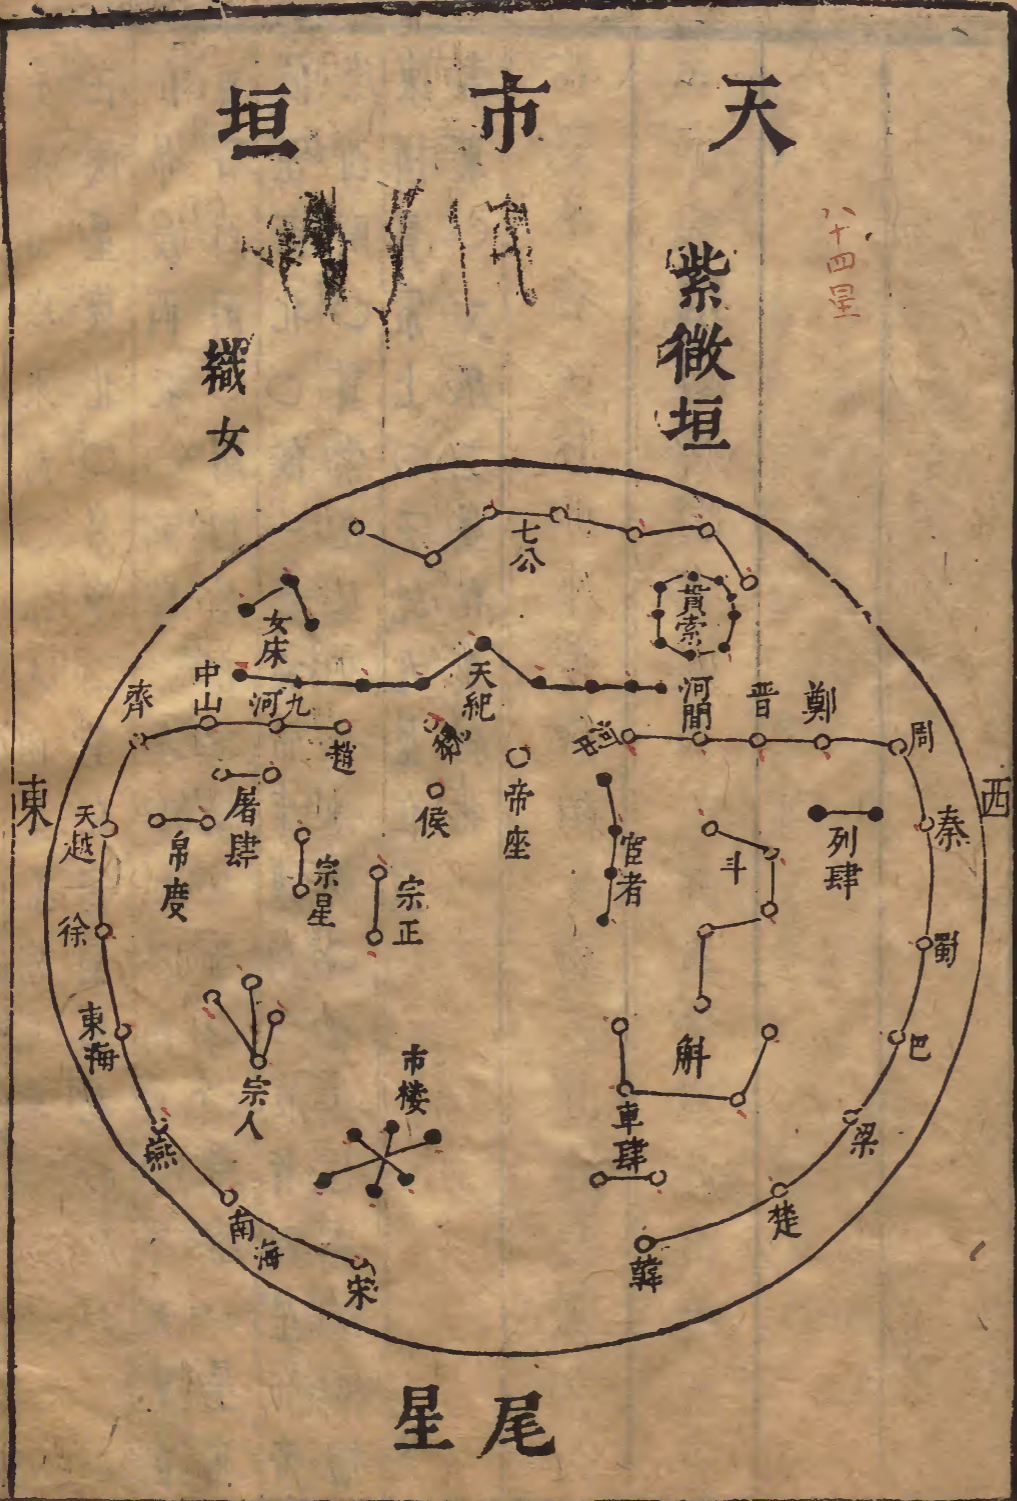 天市垣
八十四星
紫微垣
織女
七公
貫索
女床
天紀
中山
九河
趙
魏
齊
河中
河間
晋
鄭
周
東
西
天越
秦
屠肆
帛度
侯
帝座
宦者
斗
列肆
宗星
宗正
徐
蜀
東海
巴
斛
宗人
市楼
車肆
燕
梁
南海
楚
宋
韓
尾星